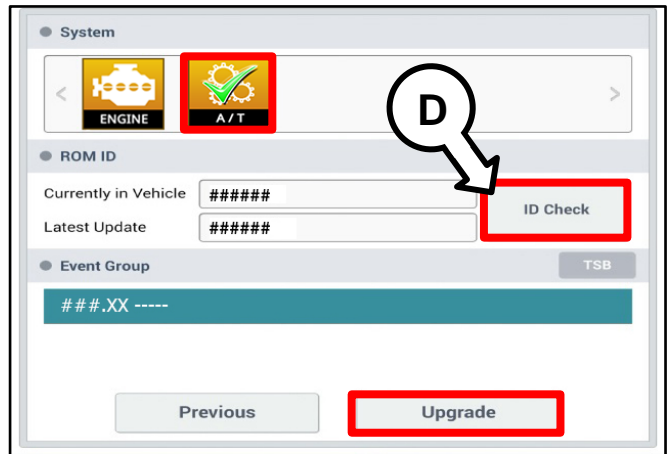 System
<
ENGINE
A/T
D
>
ROM ID
Currently in Vehicle ######
ID Check
Latest Update ######
Event Group TSB
###.XX -----
Previous Upgrade